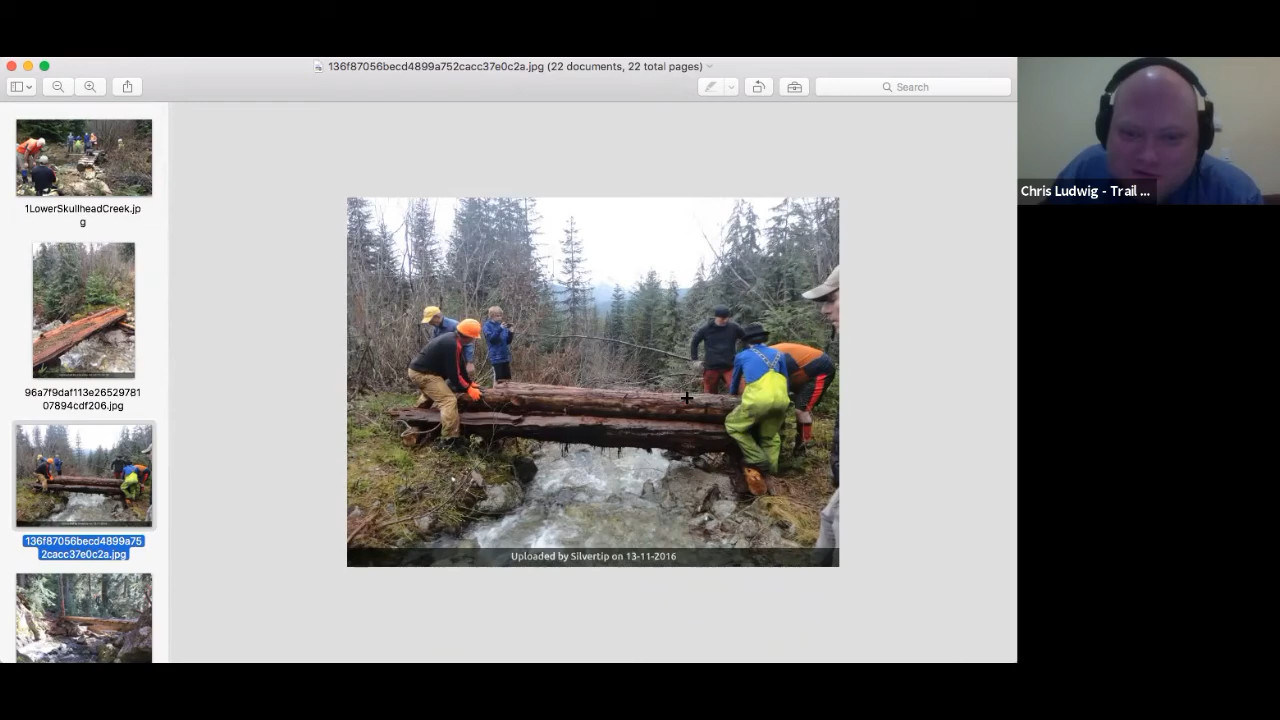 136f87056becd4899a752cacc37e0c2a.jpg (22 documents, 22 total pages)
Search
1LowerSkullheadCreek.jp
g
96a7f9daf113e26529781
07894cdf206.jpg
136f87056becd4899a75
2cacc37e0c2a.jpg
Uploaded by Silvertip on 13-11-2016
Chris Ludwig - Trail ...